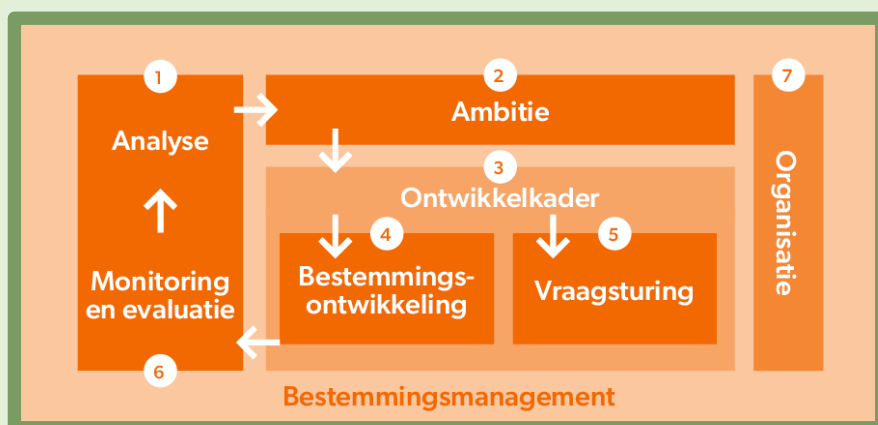 1
Analyse
2
Ambitie
3
Ontwikkelkader
4
Bestemmings-
ontwikkeling
5
Vraagsturing
Monitoring
en evaluatie
6
7
Organisatie
Bestemmingsmanagement